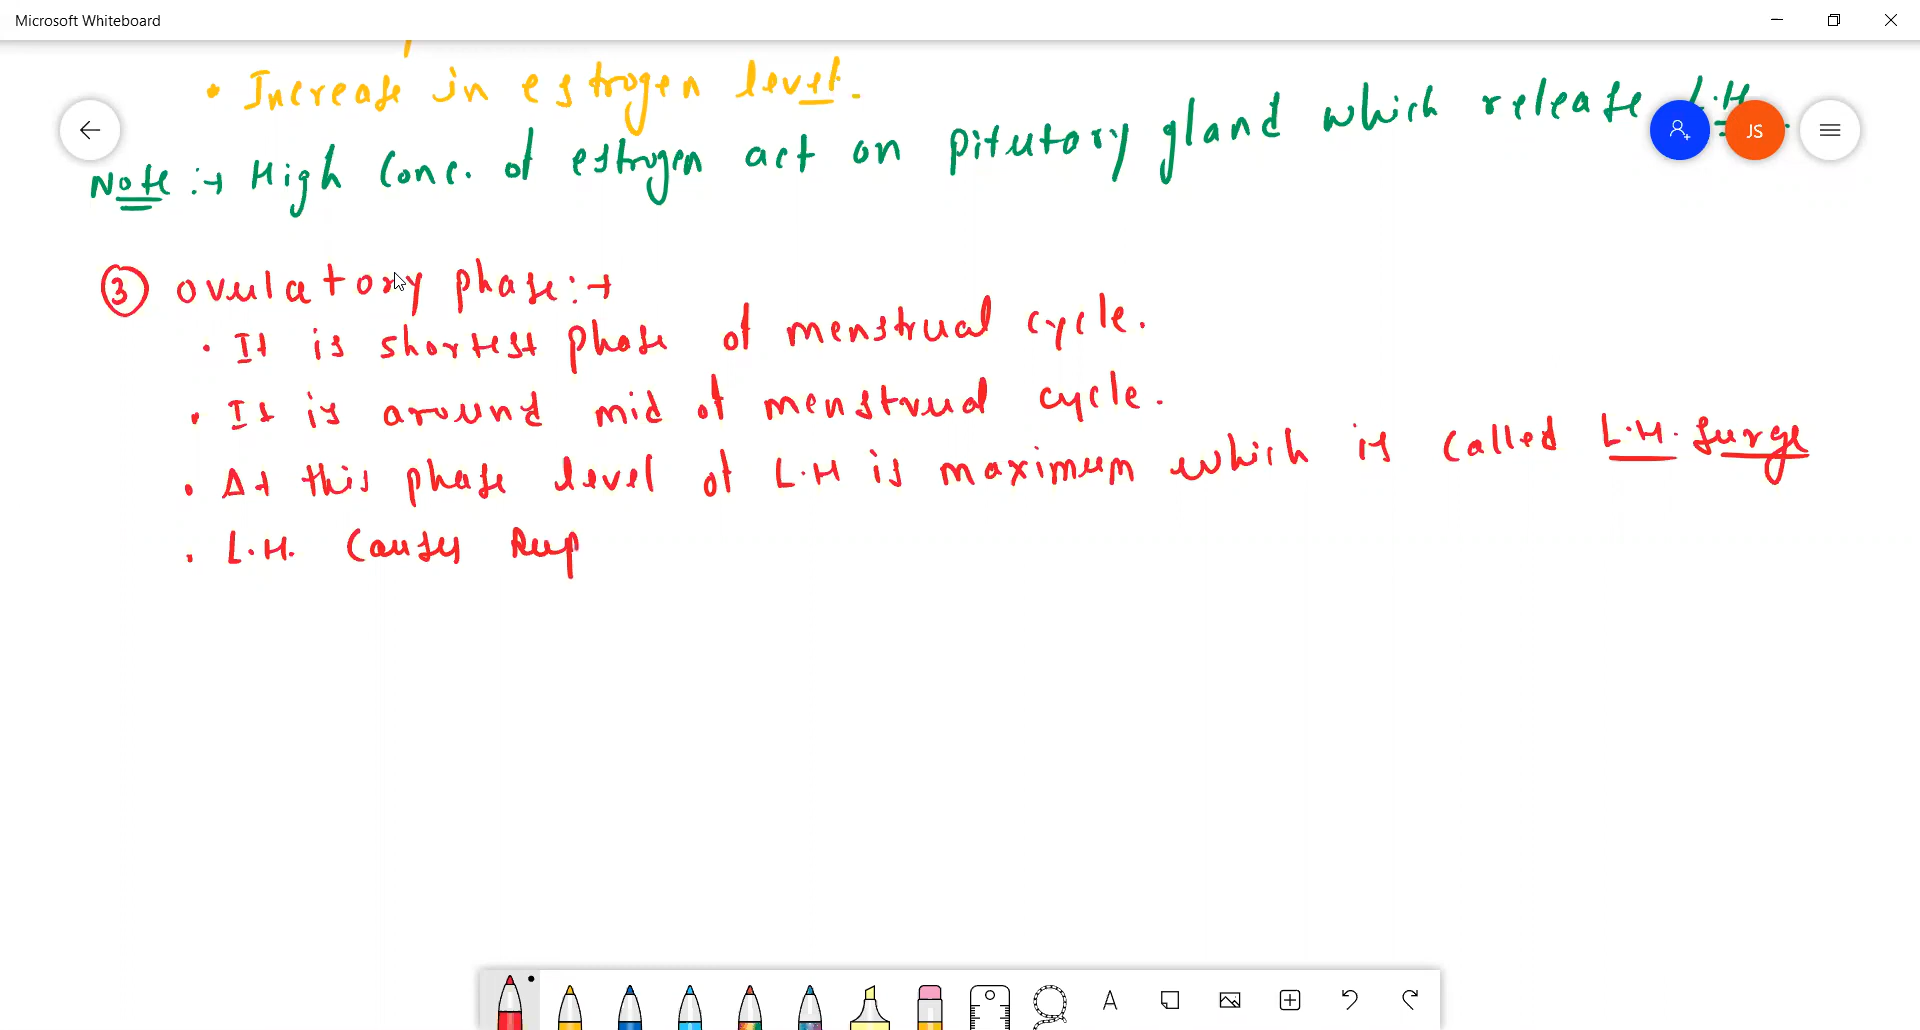 Microsoft Whiteboard
• Increase in estrogen level.
Note :→ High Conc. of estrogen act on pitutory gland which release L.H.
JS
③ ovulatory phase :→
• It is shortest phase of menstrual cycle.
• It is around mid of menstrual cycle.
• At this phase level of L.H is maximum which is called L.H. surge
• L.H. Causes Rup
A